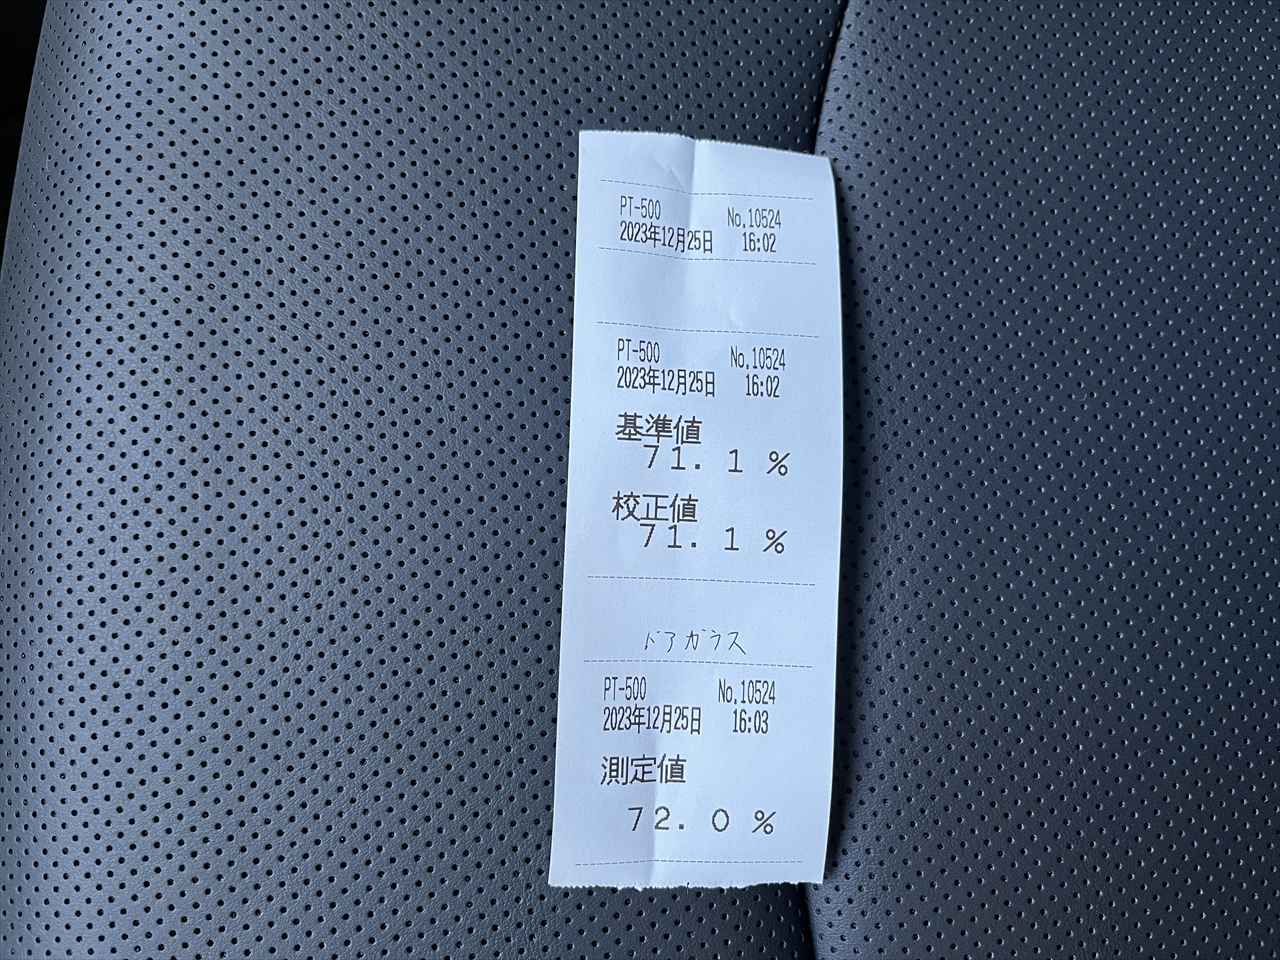 PT-500 No.10524
2023年12月25日 16:02
PT-500 No.10524
2023年12月25日 16:02
基準値
71.1%
校正値
71.1%
ドアガラス
PT-500 No.10524
2023年12月25日 16:03
測定値
72.0%